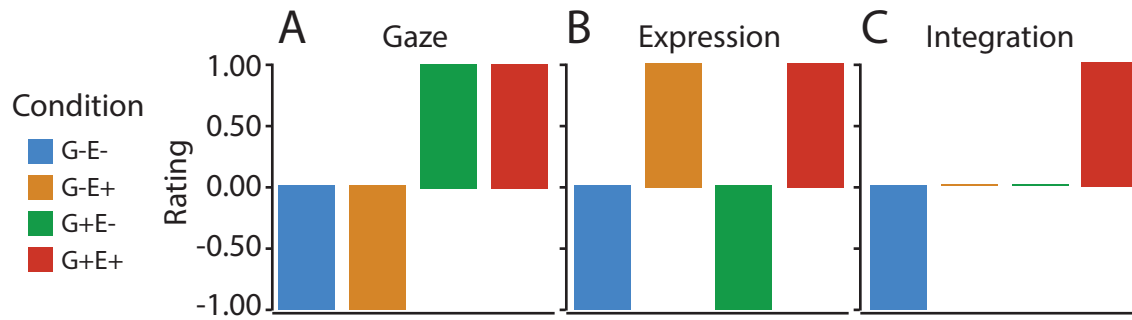 A Gaze
B Expression
C Integration
Condition
G-E-
G-E+
G+E-
G+E+
Rating
1.00
0.50
0.00
-0.50
-1.00